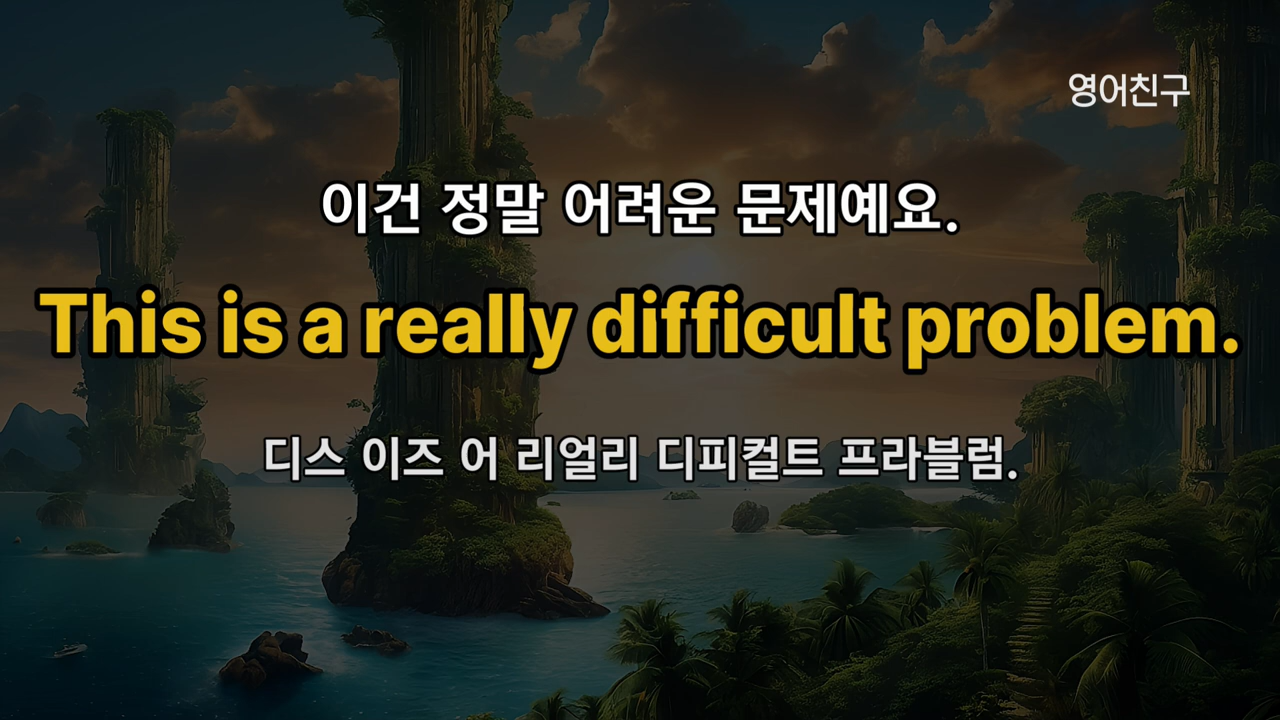 영어친구
이건 정말 어려운 문제예요.
This is a really difficult problem.
디스 이즈 어 리얼리 디피컬트 프라블럼.